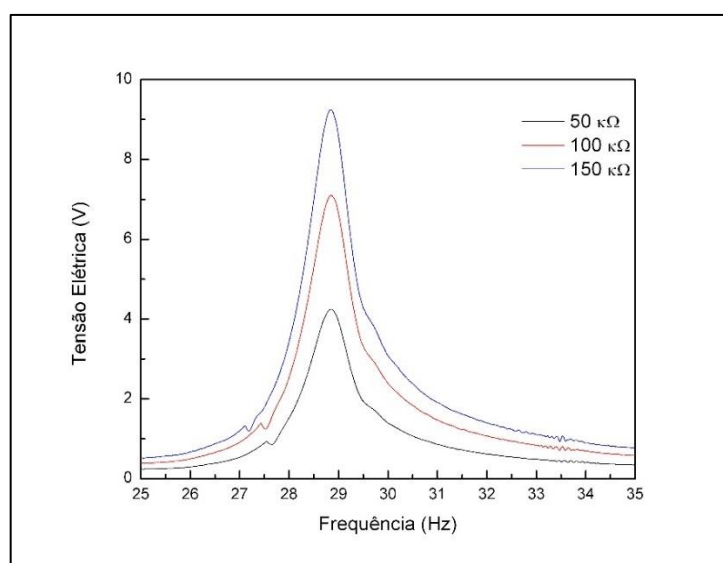 10
8
6
4
2
0
Tensão Elétrica (V)
50 κΩ
100 κΩ
150 κΩ
25 26 27 28 29 30 31 32 33 34 35
Frequência (Hz)